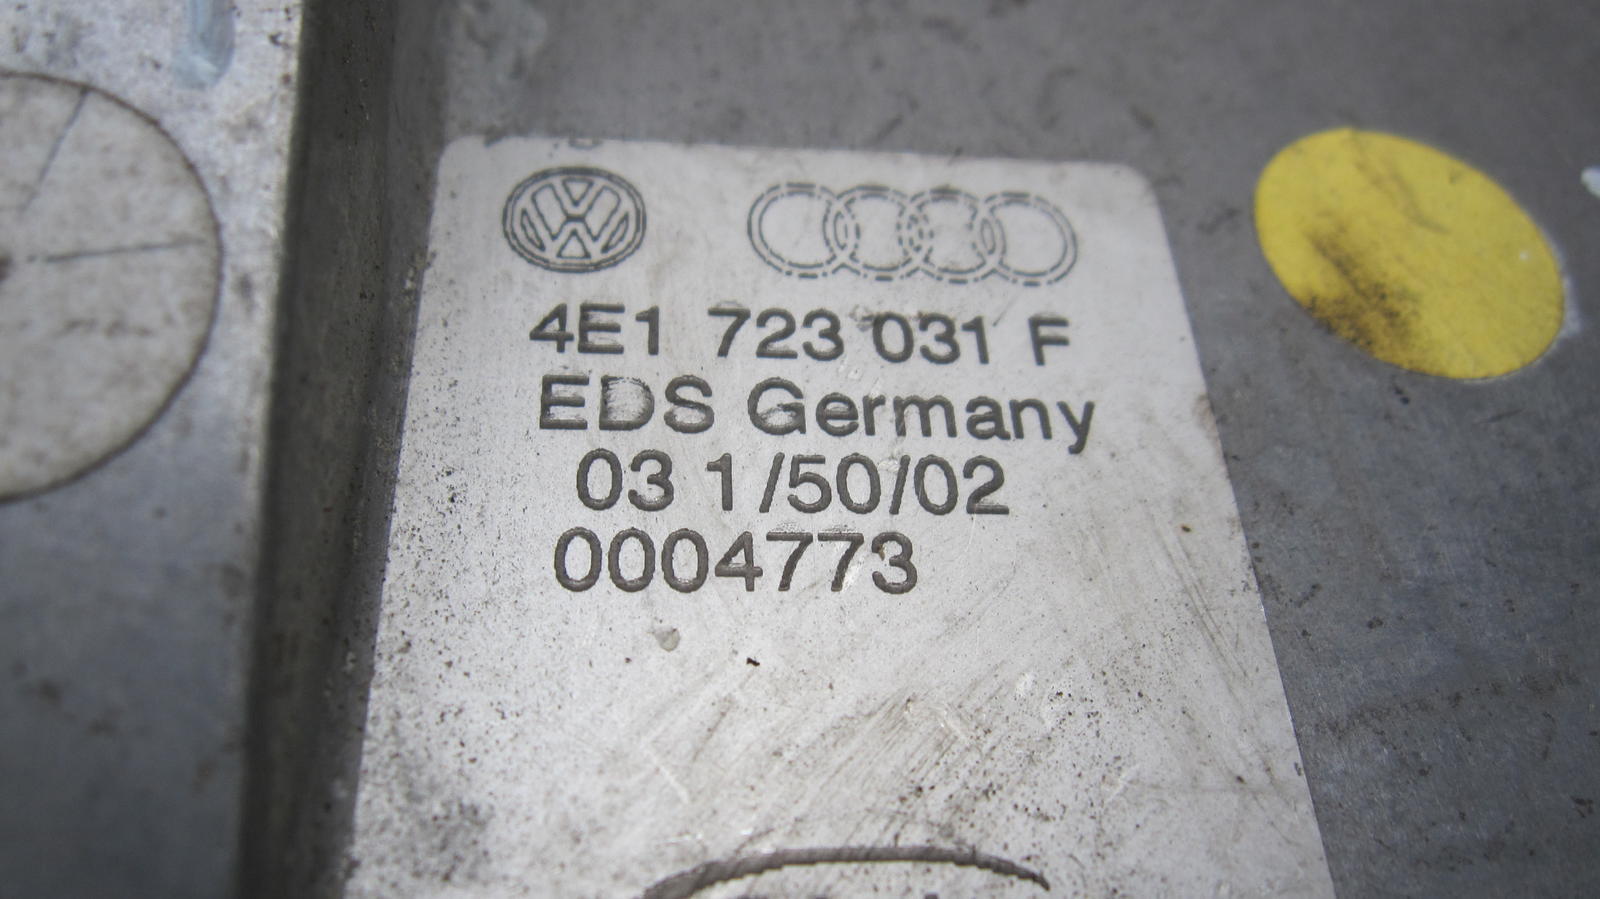 4E1 723 031 F
EDS Germany
03 1/50/02
0004773